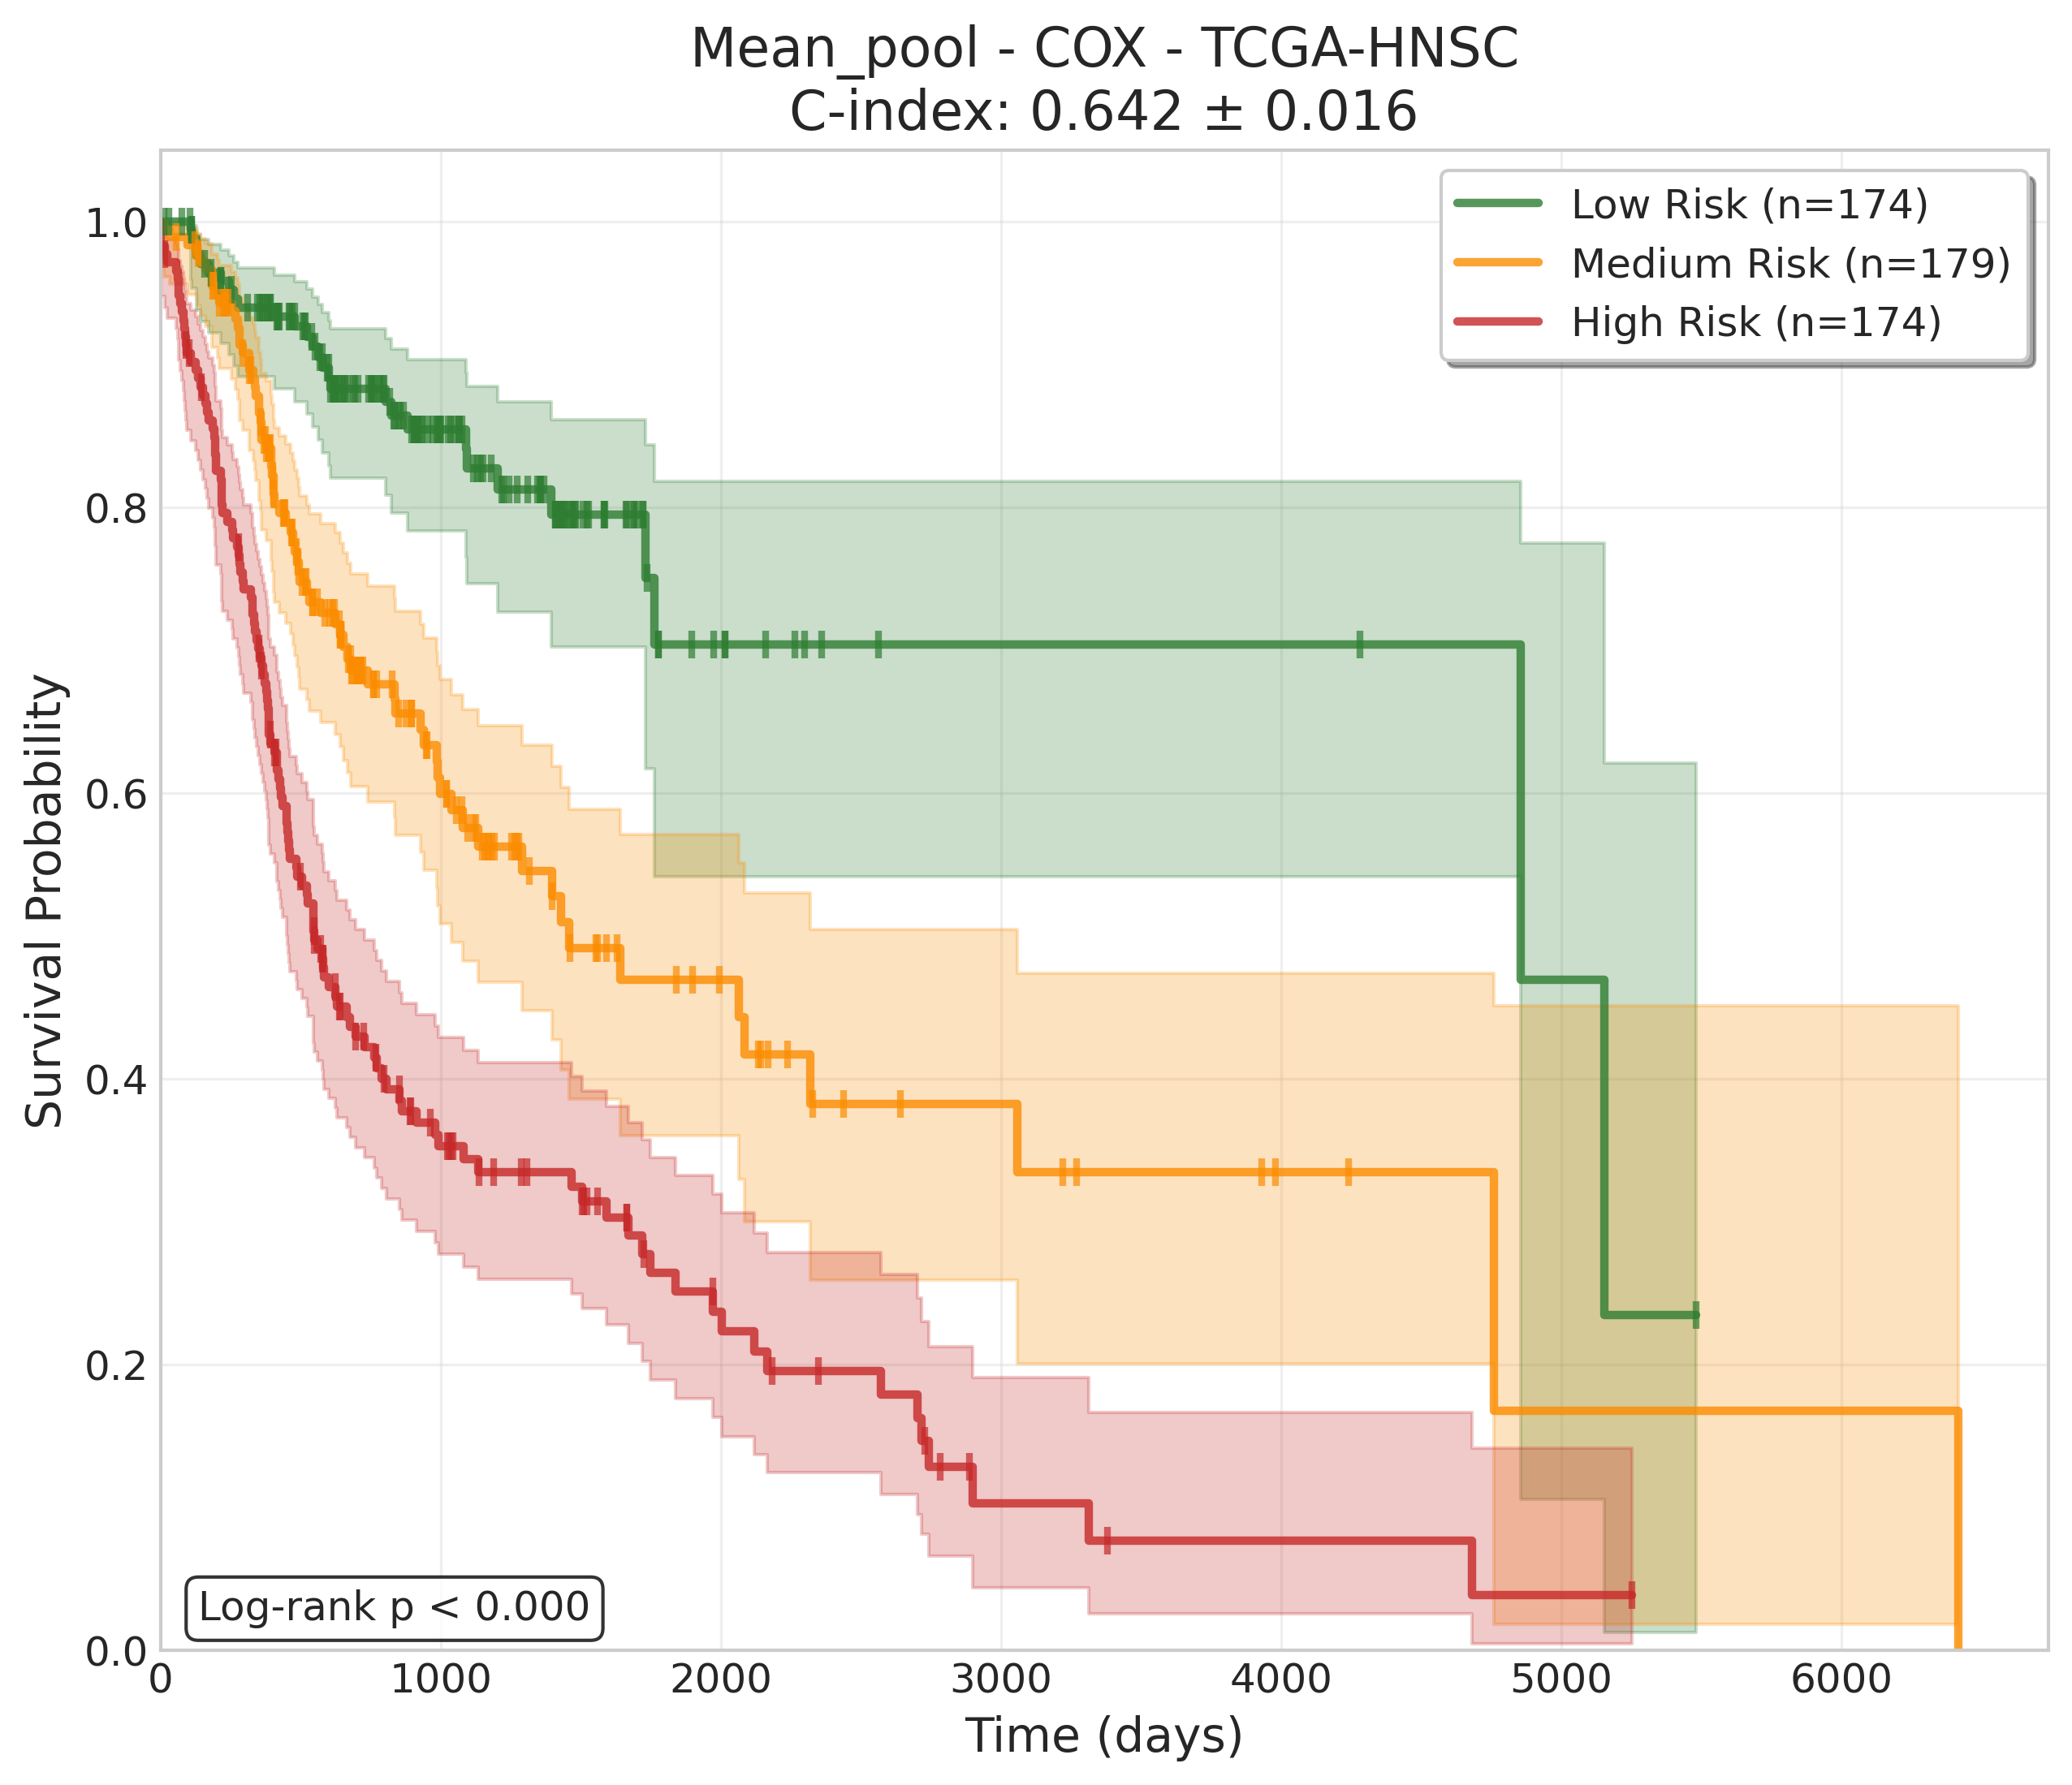 Mean_pool - COX - TCGA-HNSC
C-index: 0.642 ± 0.016
Low Risk (n=174)
Medium Risk (n=179)
High Risk (n=174)
Survival Probability
1.0
0.8
0.6
0.4
0.2
0.0
Log-rank p < 0.000
0 1000 2000 3000 4000 5000 6000
Time (days)